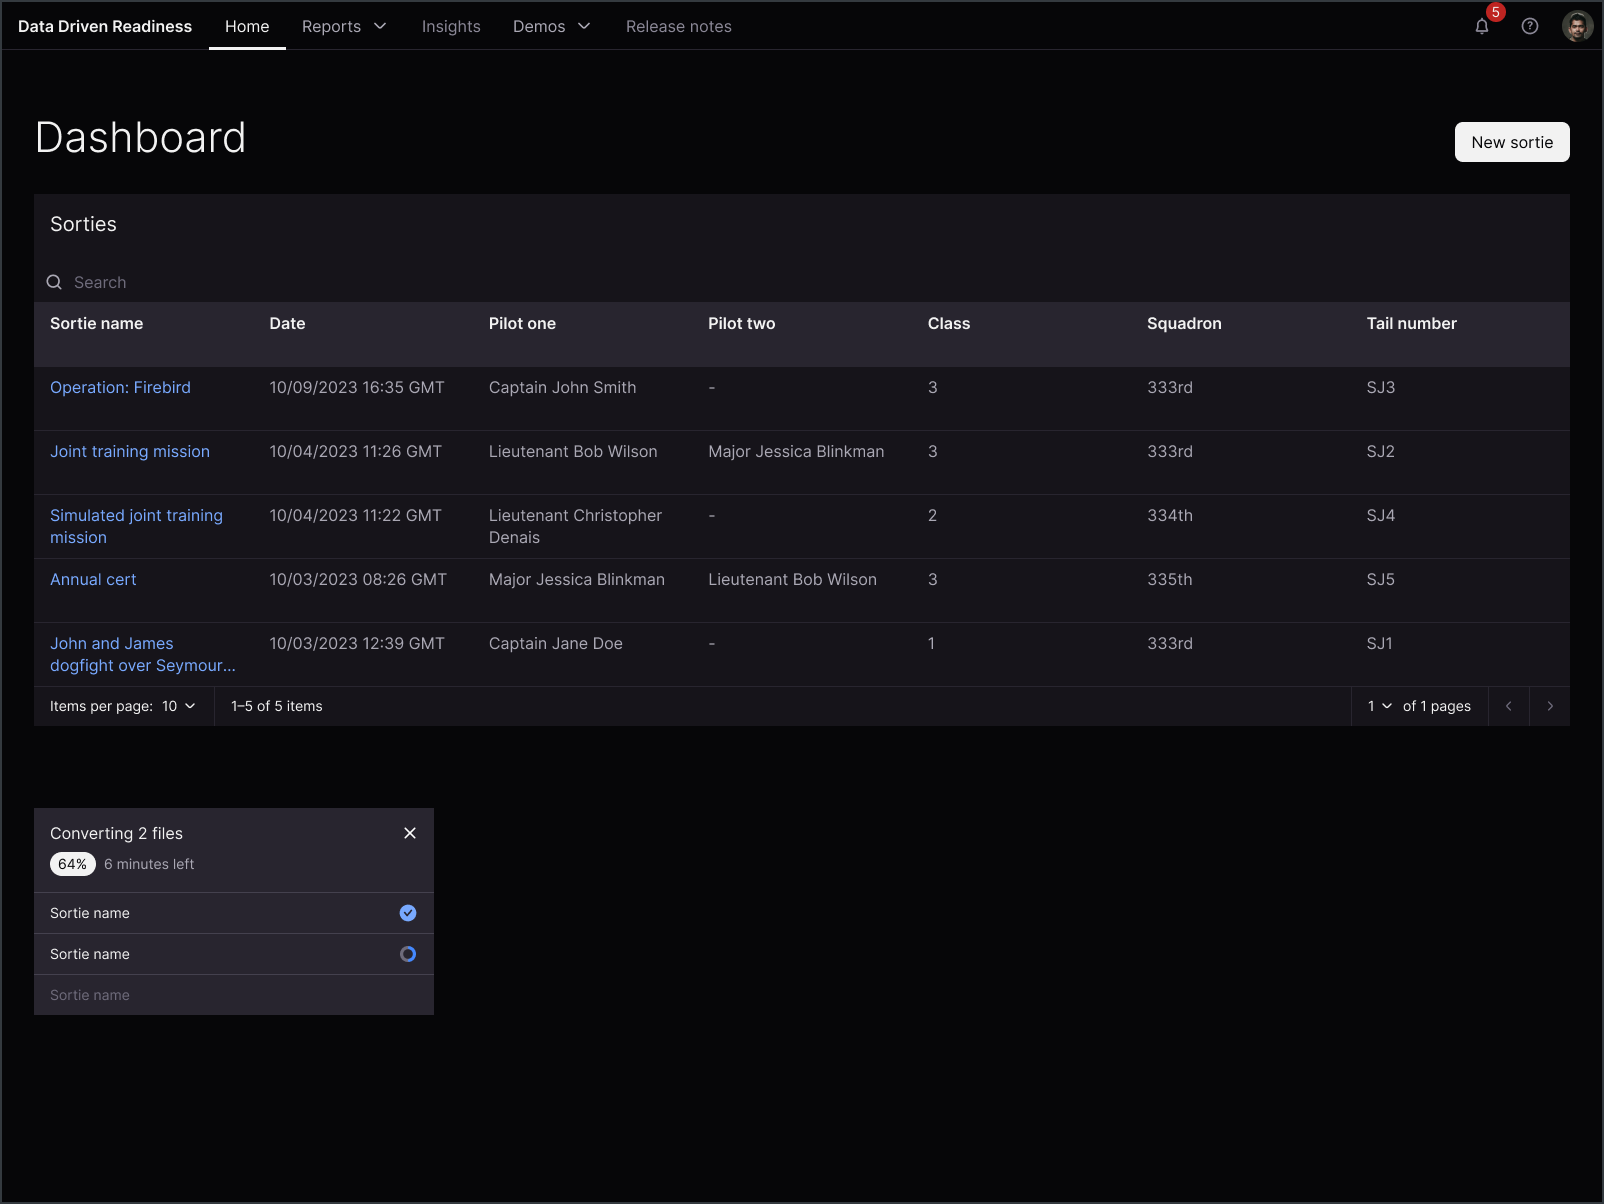 Data Driven Readiness Home Reports Insights Demos Release notes 5
Dashboard
New sortie
Sorties
Search
Sortie name Date Pilot one Pilot two Class Squadron Tail number
Operation: Firebird 10/09/2023 16:35 GMT Captain John Smith - 3 333rd SJ3
Joint training mission 10/04/2023 11:26 GMT Lieutenant Bob Wilson Major Jessica Blinkman 3 333rd SJ2
Simulated joint training 10/04/2023 11:22 GMT Lieutenant Christopher - 2 334th SJ4
mission Denais
Annual cert 10/03/2023 08:26 GMT Major Jessica Blinkman Lieutenant Bob Wilson 3 335th SJ5
John and James 10/03/2023 12:39 GMT Captain Jane Doe - 1 333rd SJ1
dogfight over Seymour...
Items per page: 10 1–5 of 5 items 1 of 1 pages
Converting 2 files
64% 6 minutes left
Sortie name
Sortie name
Sortie name